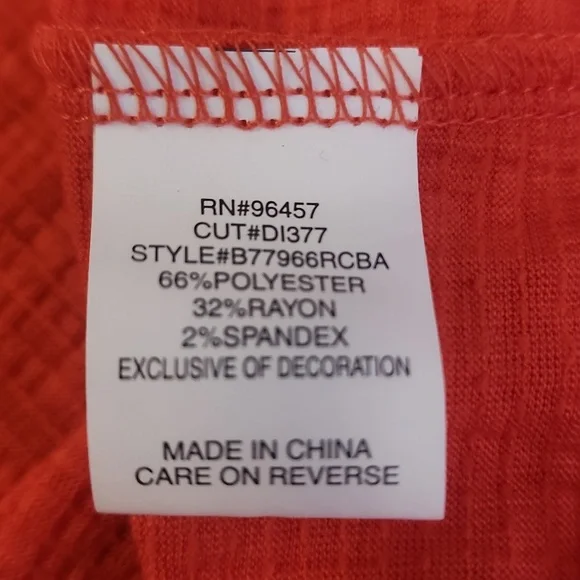 RN#96457
CUT#DI377
STYLE#B77966RCBA
66%POLYESTER
32%RAYON
2%SPANDEX
EXCLUSIVE OF DECORATION
MADE IN CHINA
CARE ON REVERSE